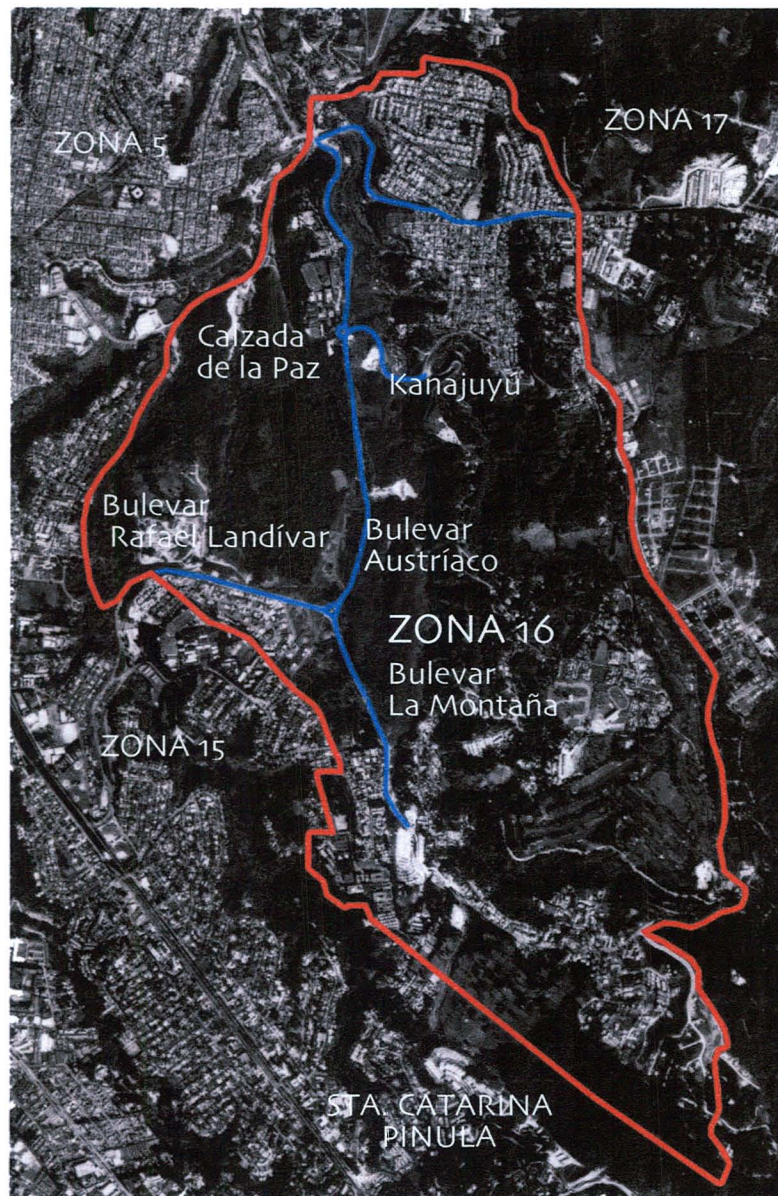 ZONA 5
ZONA 17
Calzada
de la Paz
Kanajuyú
Bulevar
Rafael Landívar
Bulevar
Austríaco
ZONA 16
Bulevar
La Montaña
ZONA 15
STA. CATARINA
PINULA